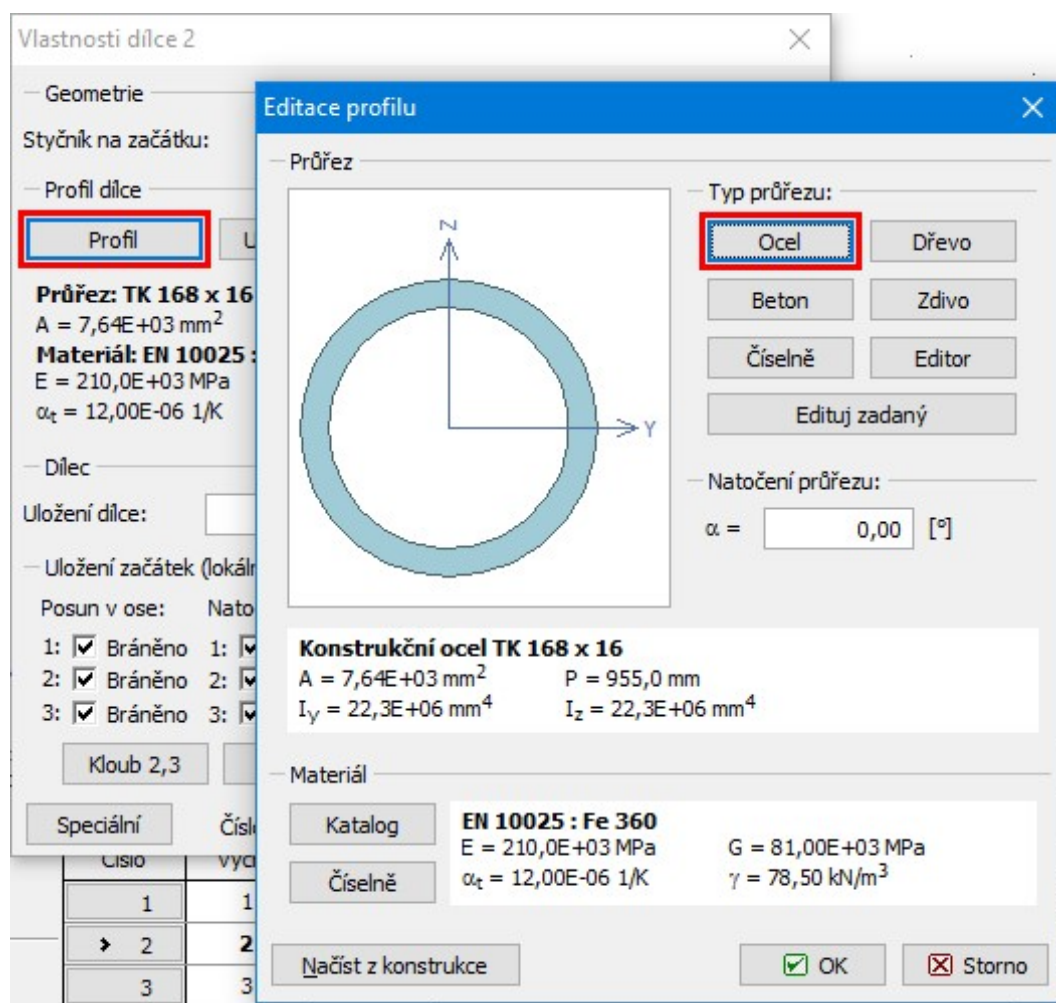 Vlastnosti dílce 2
Geometrie
Styčník na začátku:
Profil dílce
Profil
Průřez: TK 168 x 16
A = 7,64E+03 mm²
Materiál: EN 10025 :
E = 210,0E+03 MPa
αt = 12,00E-06 1/K
Dílec
Uložení dílce:
Uložení začátek (lokáln
Posun v ose: Nato
1: Bráněno 1:
2: Bráněno 2:
3: Bráněno 3:
Kloub 2,3
Speciální Čísl
Číslo vých
1 1
2 2
3 3
Editace profilu
Průřez
Z
Y
Typ průřezu:
Ocel Dřevo
Beton Zdivo
Číselně Editor
Edituj zadaný
Natočení průřezu:
α = 0,00 [°]
Konstrukční ocel TK 168 x 16
A = 7,64E+03 mm² P = 955,0 mm
Iy = 22,3E+06 mm⁴ Iz = 22,3E+06 mm⁴
Materiál
Katalog
Číselně
EN 10025 : Fe 360
E = 210,0E+03 MPa G = 81,00E+03 MPa
αt = 12,00E-06 1/K γ = 78,50 kN/m³
Načíst z konstrukce OK Storno